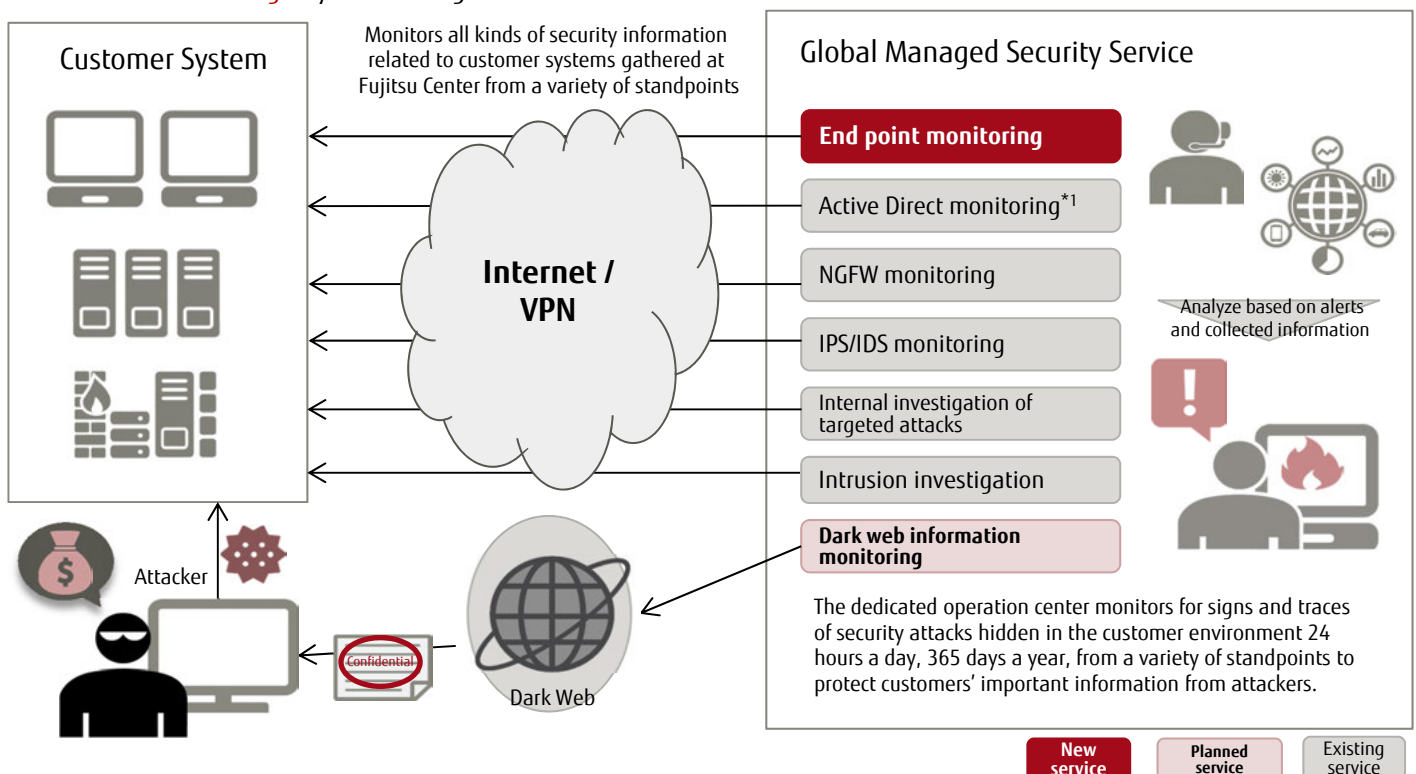 Customer System
Monitors all kinds of security information
related to customer systems gathered at
Fujitsu Center from a variety of standpoints
Global Managed Security Service
End point monitoring
Active Direct monitoring*1
NGFW monitoring
IPS/IDS monitoring
Internal investigation of
targeted attacks
Intrusion investigation
Dark web information
monitoring
Internet /
VPN
Analyze based on alerts
and collected information
!
$
Attacker
Confidential
Dark Web
The dedicated operation center monitors for signs and traces
of security attacks hidden in the customer environment 24
hours a day, 365 days a year, from a variety of standpoints to
protect customers' important information from attackers.
New
service
Planned
service
Existing
service